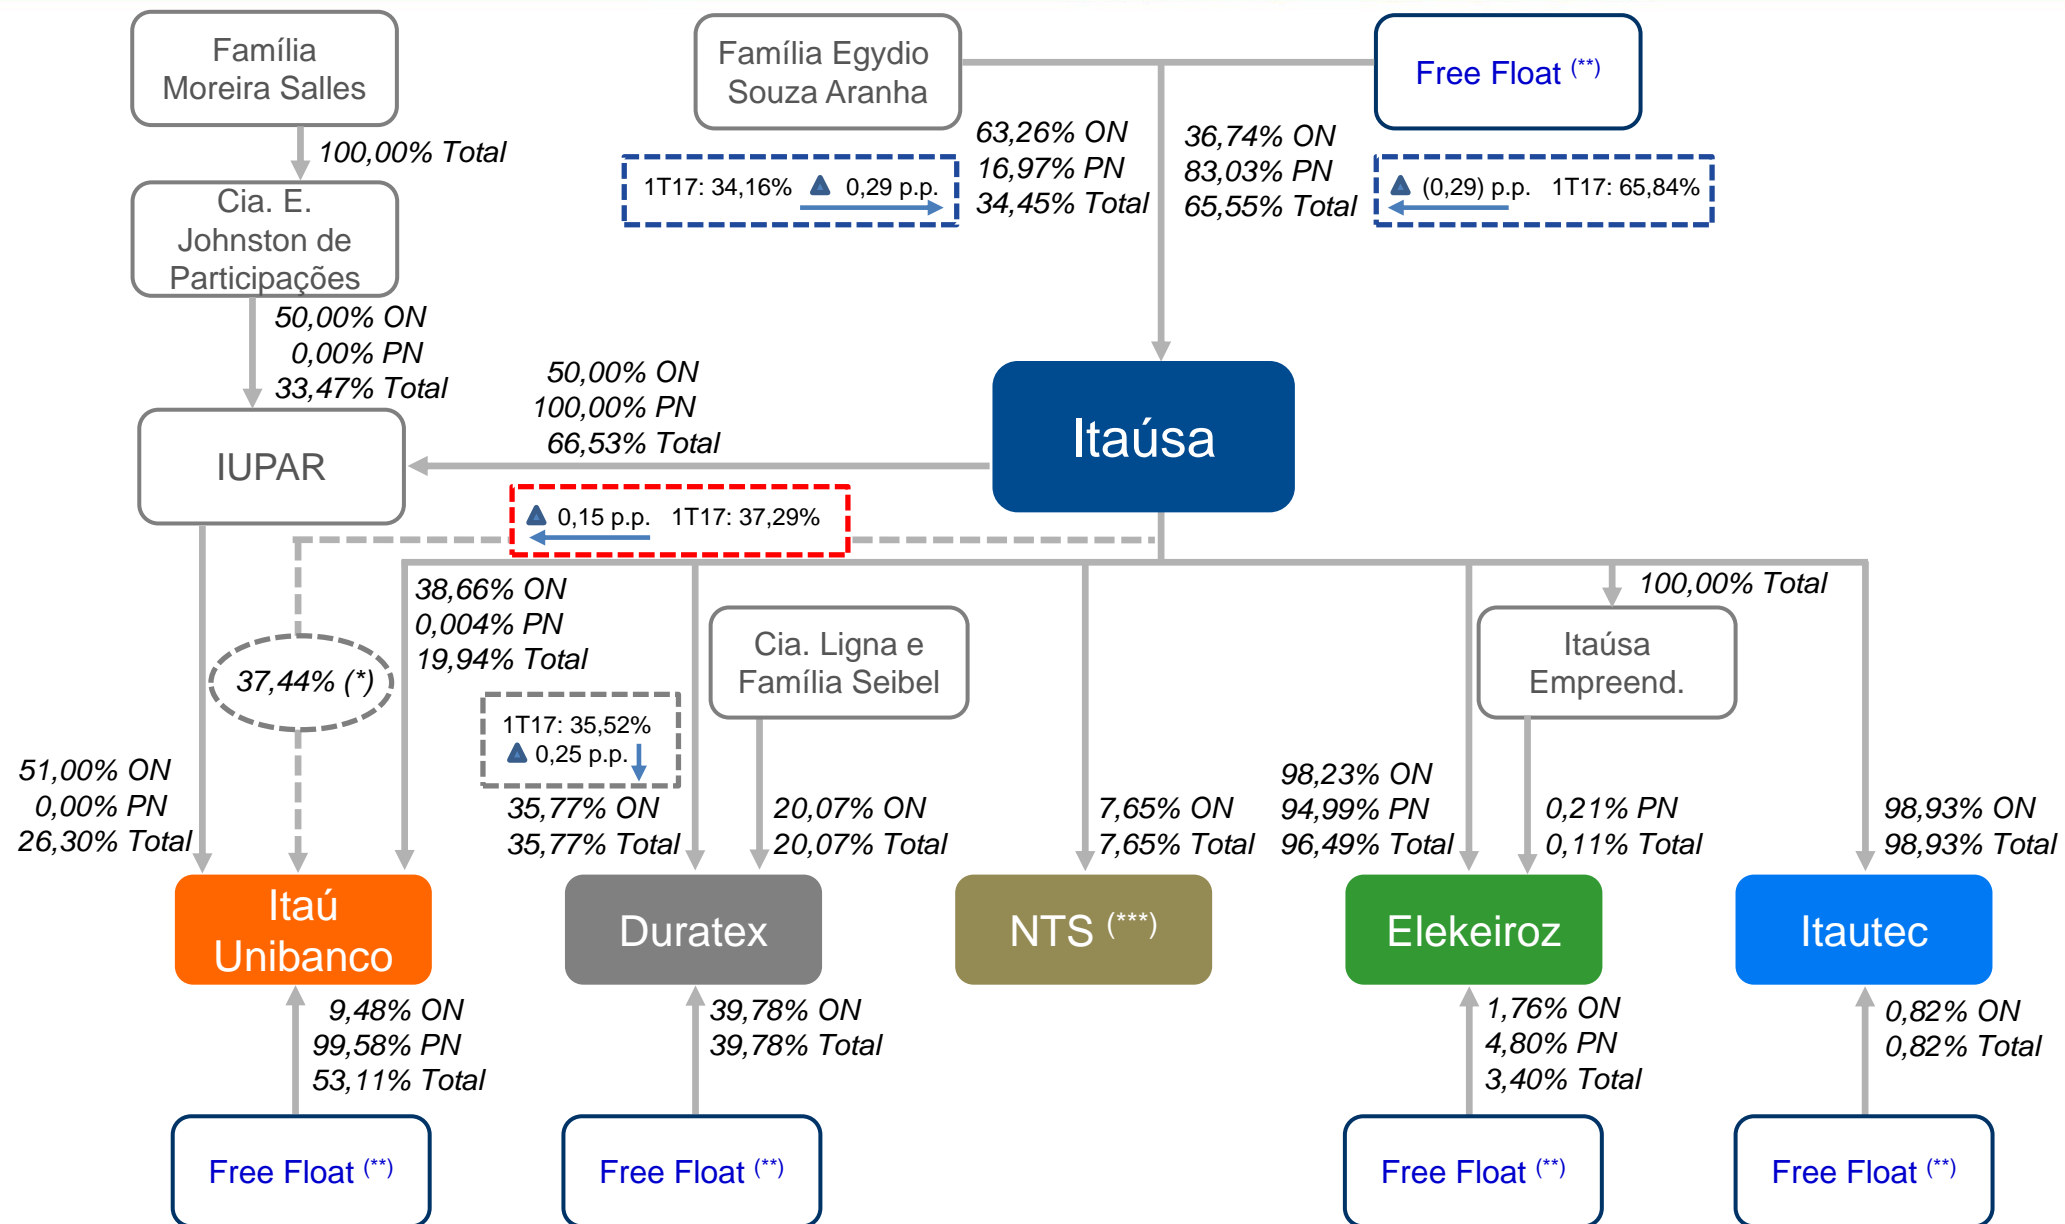 Família
Moreira Salles
Família Egydio
Souza Aranha
Free Float (**)
100,00% Total
63,26% ON
16,97% PN
34,45% Total
36,74% ON
83,03% PN
65,55% Total
1T17: 34,16% 0,29 p.p.
(0,29) p.p. 1T17: 65,84%
Cia. E.
Johnston de
Participações
50,00% ON
0,00% PN
33,47% Total
50,00% ON
100,00% PN
66,53% Total
Itaúsa
IUPAR
0,15 p.p. 1T17: 37,29%
38,66% ON
0,004% PN
19,94% Total
100,00% Total
Cia. Ligna e
Família Seibel
Itaúsa
Empreend.
37,44% (*)
1T17: 35,52%
0,25 p.p.
51,00% ON
0,00% PN
26,30% Total
35,77% ON
35,77% Total
20,07% ON
20,07% Total
7,65% ON
7,65% Total
98,23% ON
94,99% PN
96,49% Total
0,21% PN
0,11% Total
98,93% ON
98,93% Total
Itaú
Unibanco
Duratex
NTS (***)
Elekeiroz
Itautec
9,48% ON
99,58% PN
53,11% Total
39,78% ON
39,78% Total
1,76% ON
4,80% PN
3,40% Total
0,82% ON
0,82% Total
Free Float (**)
Free Float (**)
Free Float (**)
Free Float (**)